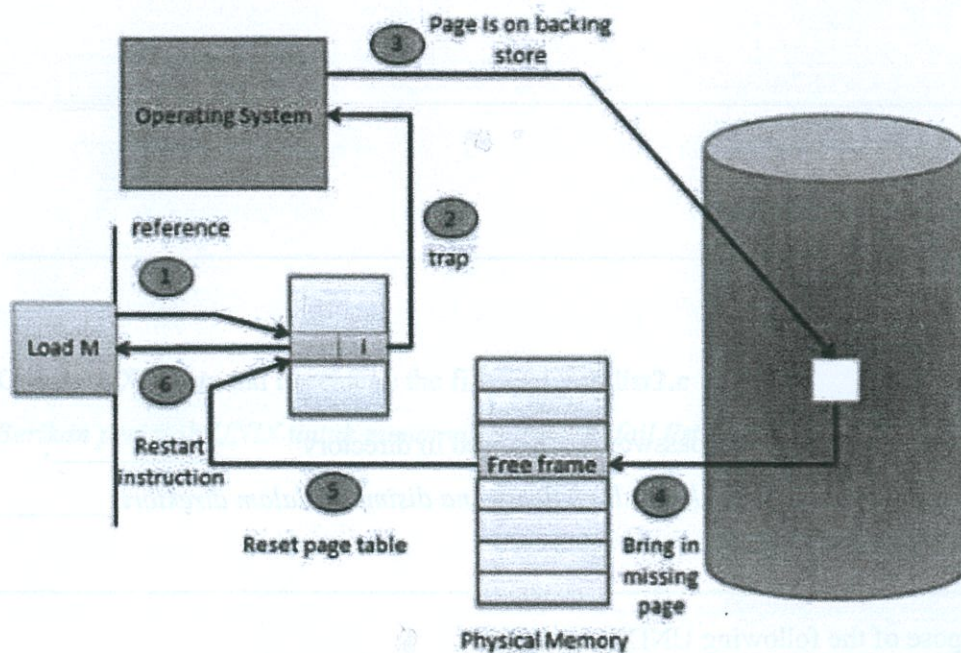 3
Page is on backing
store
Operating System
reference
2
trap
1
Load M
i
6
Restart
instruction
Free frame
5
4
Reset page table
Bring in
missing
page
Physical Memory